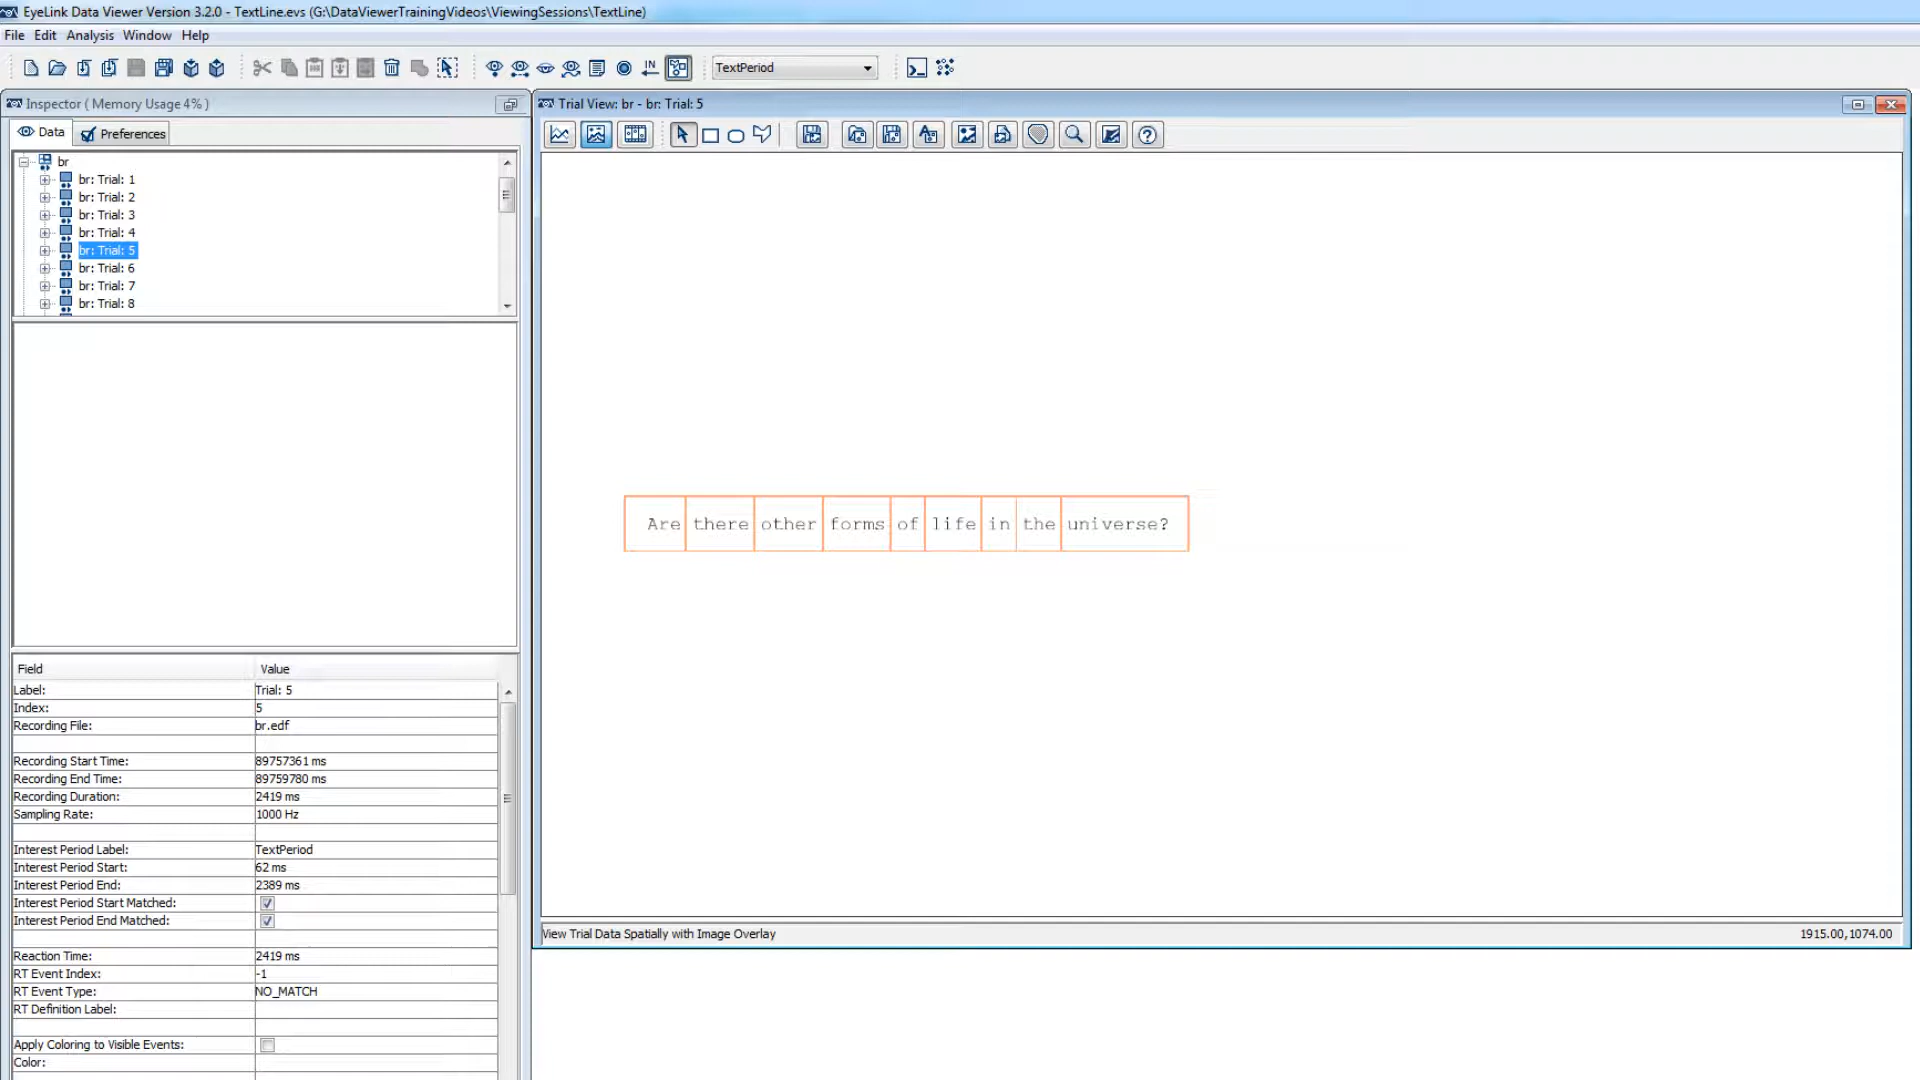 EyeLink Data Viewer Version 3.2.0 - TextLine.evs (G:\DataViewerTrainingVideos\ViewingSessions\TextLine)
File Edit Analysis Window Help
IN TextPeriod
Inspector ( Memory Usage 4% )
Data Preferences
br
br: Trial: 1
br: Trial: 2
br: Trial: 3
br: Trial: 4
br: Trial: 5
br: Trial: 6
br: Trial: 7
br: Trial: 8
Field Value
Label: Trial: 5
Index: 5
Recording File: br.edf
Recording Start Time: 89757361 ms
Recording End Time: 89759780 ms
Recording Duration: 2419 ms
Sampling Rate: 1000 Hz
Interest Period Label: TextPeriod
Interest Period Start: 62 ms
Interest Period End: 2389 ms
Interest Period Start Matched:
Interest Period End Matched:
Reaction Time: 2419 ms
RT Event Index: -1
RT Event Type: NO_MATCH
RT Definition Label:
Apply Coloring to Visible Events:
Color:
Trial View: br - br: Trial: 5
Are there other forms of life in the universe?
View Trial Data Spatially with Image Overlay 1915.00,1074.00